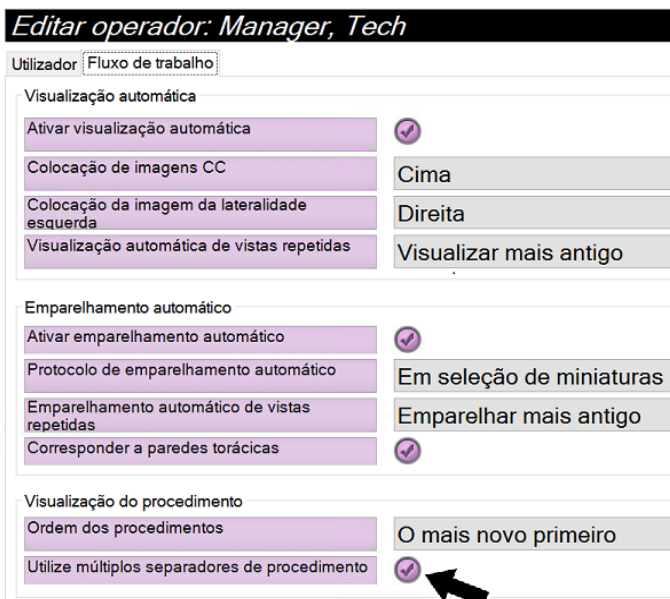 Editar operador: Manager, Tech
Utilizador Fluxo de trabalho
Visualização automática
Ativar visualização automática
Colocação de imagens CC Cima
Colocação da imagem da lateralidade
esquerda Direita
Visualização automática de vistas repetidas Visualizar mais antigo
Emparelhamento automático
Ativar emparelhamento automático
Protocolo de emparelhamento automático Em seleção de miniaturas
Emparelhamento automático de vistas
repetidas Emparelhar mais antigo
Corresponder a paredes torácicas
Visualização do procedimento
Ordem dos procedimentos O mais novo primeiro
Utilize múltiplos separadores de procedimento